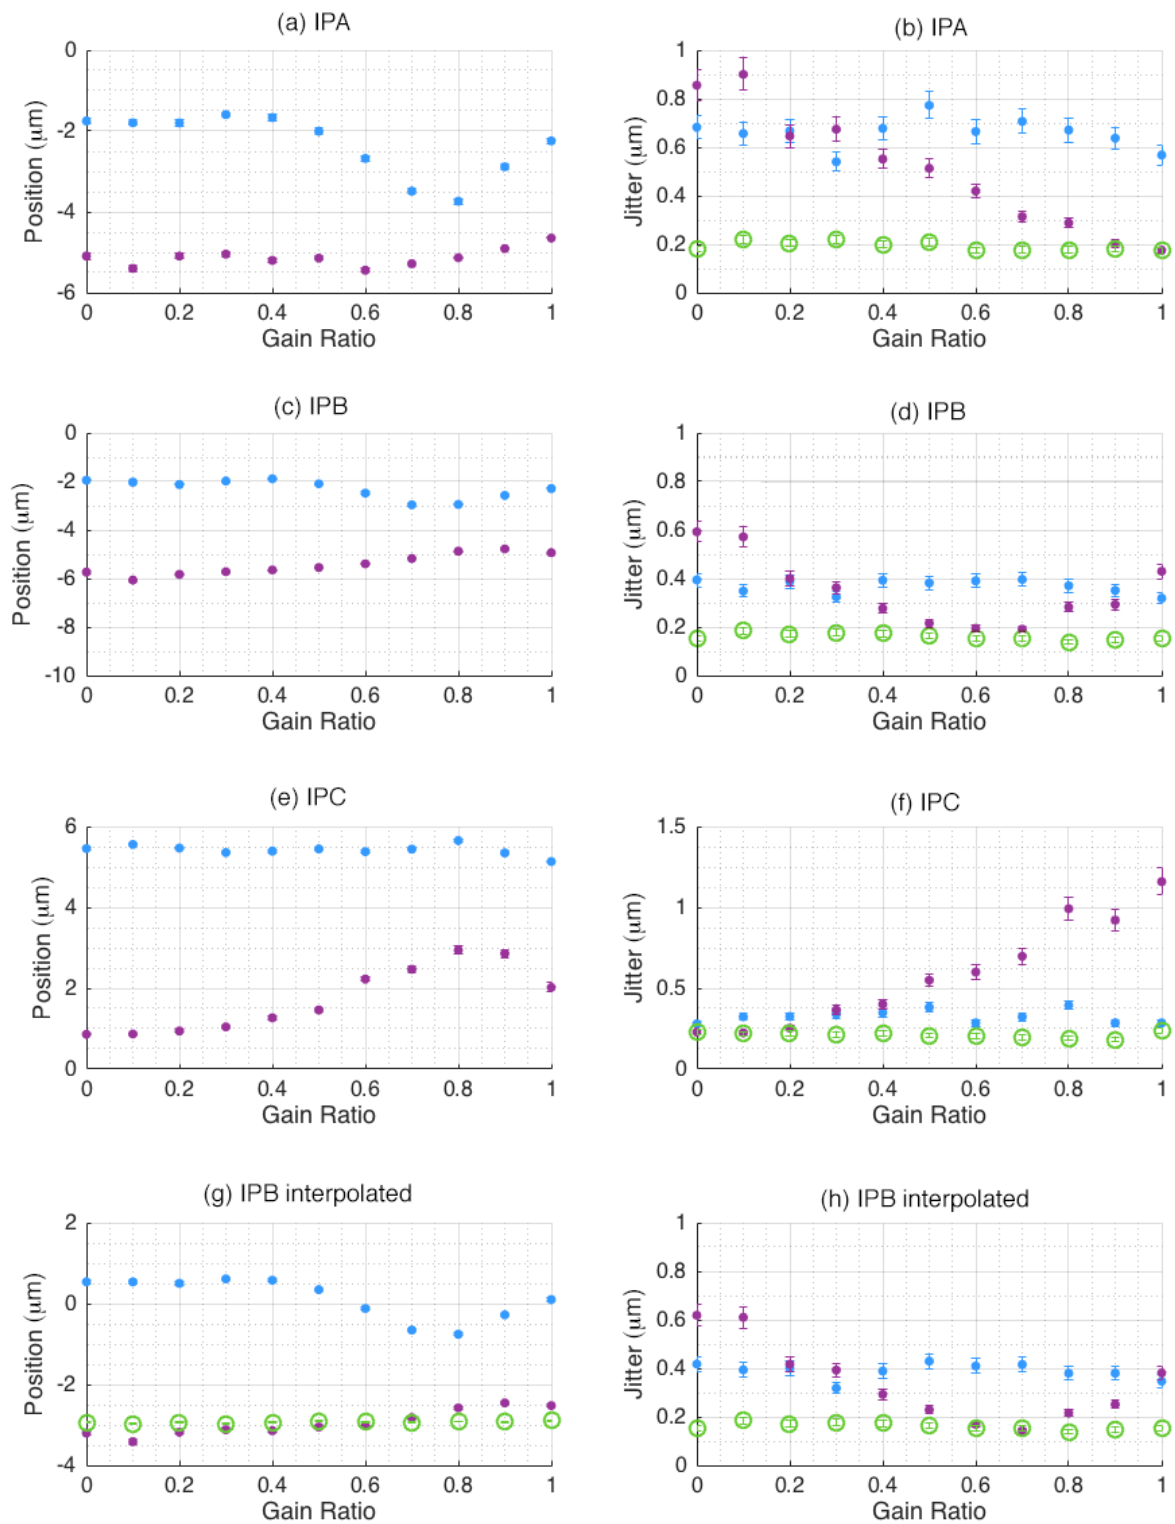 (a) IPA
Position (μm)
0
-2
-4
-6
0 0.2 0.4 0.6 0.8 1
Gain Ratio
(b) IPA
Jitter (μm)
1
0.8
0.6
0.4
0.2
0
0 0.2 0.4 0.6 0.8 1
Gain Ratio
(c) IPB
Position (μm)
0
-2
-4
-6
-8
-10
0 0.2 0.4 0.6 0.8 1
Gain Ratio
(d) IPB
Jitter (μm)
1
0.8
0.6
0.4
0.2
0
0 0.2 0.4 0.6 0.8 1
Gain Ratio
(e) IPC
Position (μm)
6
4
2
0
0 0.2 0.4 0.6 0.8 1
Gain Ratio
(f) IPC
Jitter (μm)
1.5
1
0.5
0
0 0.2 0.4 0.6 0.8 1
Gain Ratio
(g) IPB interpolated
Position (μm)
2
0
-2
-4
0 0.2 0.4 0.6 0.8 1
Gain Ratio
(h) IPB interpolated
Jitter (μm)
1
0.8
0.6
0.4
0.2
0
0 0.2 0.4 0.6 0.8 1
Gain Ratio